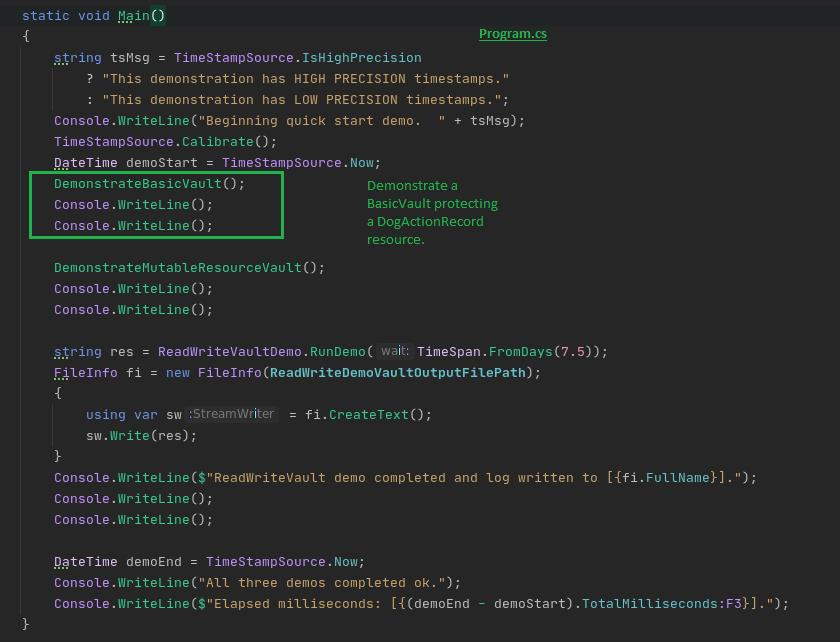 static void Main()
{
Program.cs
string tsMsg = TimeStampSource.IsHighPrecision
? "This demonstration has HIGH PRECISION timestamps."
: "This demonstration has LOW PRECISION timestamps.";
Console.WriteLine("Beginning quick start demo.  " + tsMsg);
TimeStampSource.Calibrate();
DateTime demoStart = TimeStampSource.Now;
DemonstrateBasicVault();
Console.WriteLine();
Console.WriteLine();
Demonstrate a
BasicVault protecting
a DogActionRecord
resource.
DemonstrateMutableResourceVault();
Console.WriteLine();
Console.WriteLine();
string res = ReadWriteVaultDemo.RunDemo( wait: TimeSpan.FromDays(7.5));
FileInfo fi = new FileInfo(ReadWriteDemoVaultOutputFilePath);
{
using var sw :StreamWriter = fi.CreateText();
sw.Write(res);
}
Console.WriteLine($"ReadWriteVault demo completed and log written to [{fi.FullName}].");
Console.WriteLine();
Console.WriteLine();
DateTime demoEnd = TimeStampSource.Now;
Console.WriteLine("All three demos completed ok.");
Console.WriteLine($"Elapsed milliseconds: [{(demoEnd - demoStart).TotalMilliseconds:F3}].");
}